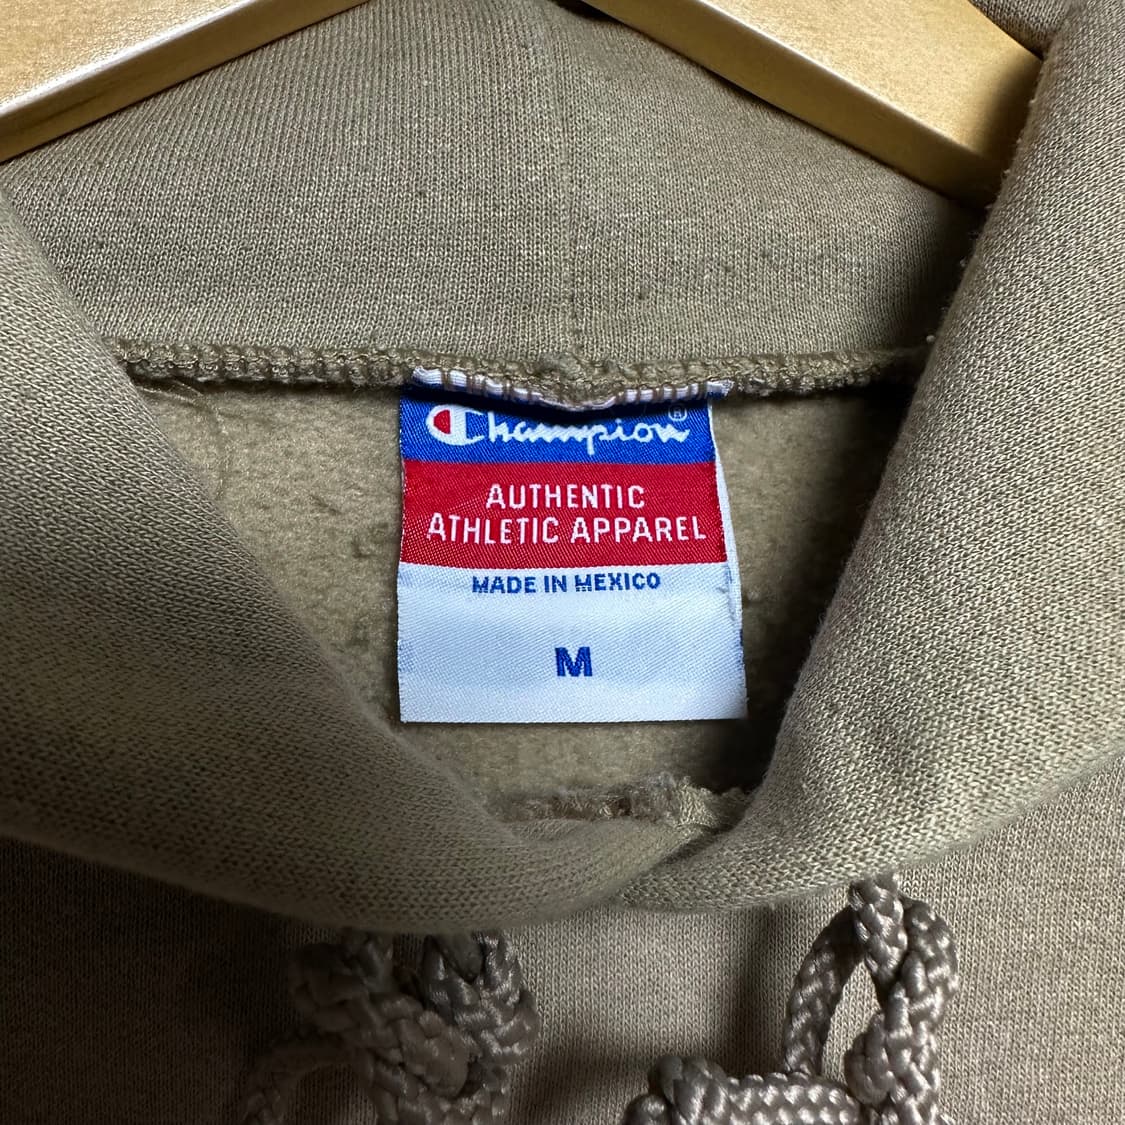 Champion®
AUTHENTIC
ATHLETIC APPAREL
MADE IN MEXICO
M